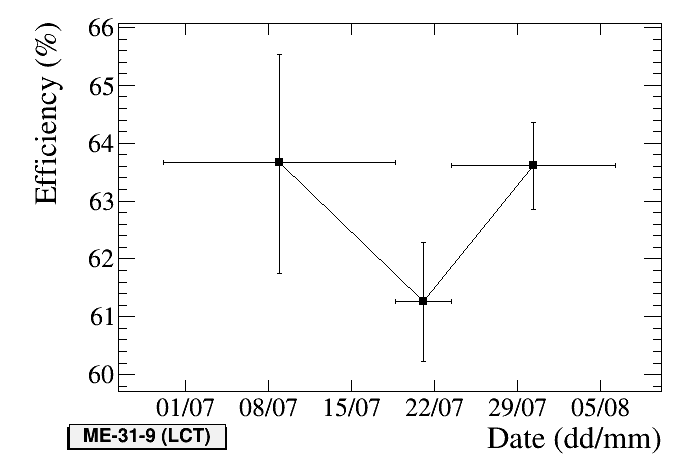 Efficiency (%)
66
65
64
63
62
61
60
01/07 08/07 15/07 22/07 29/07 05/08
ME-31-9 (LCT)
Date (dd/mm)